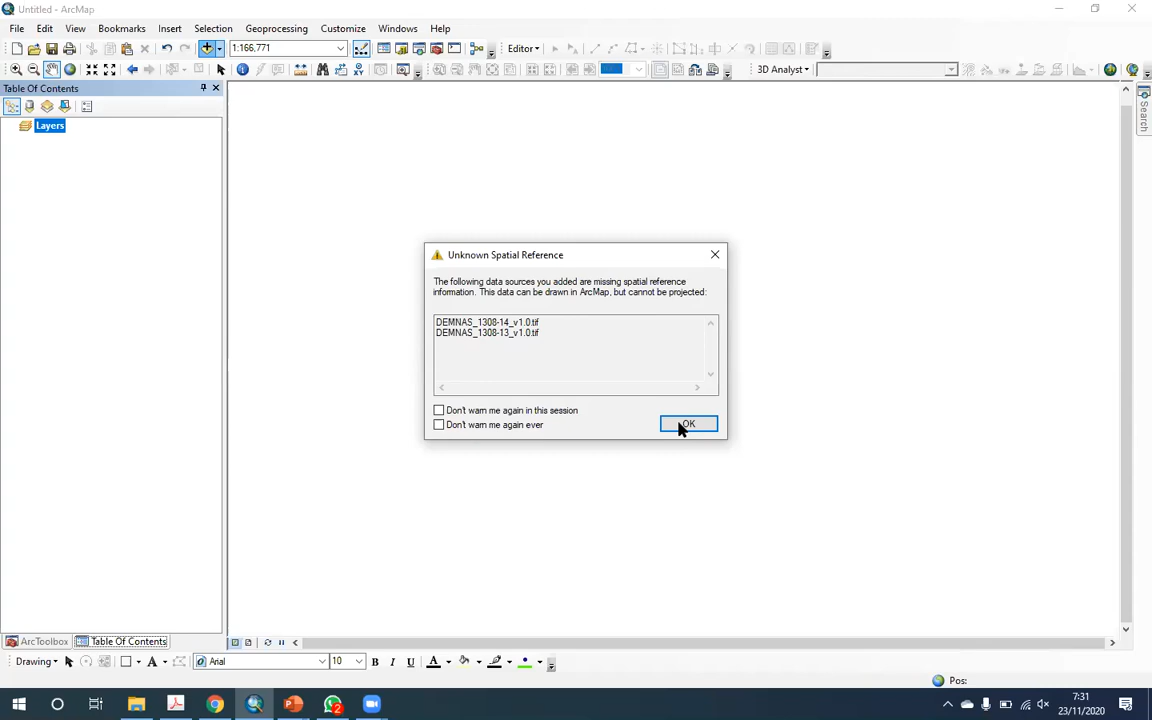 Untitled - ArcMap
File Edit View Bookmarks Insert Selection Geoprocessing Customize Windows Help
1:166,771
Editor
3D Analyst
Table Of Contents
Layers
Search
Unknown Spatial Reference
The following data sources you added are missing spatial reference
information. This data can be drawn in ArcMap, but cannot be projected:
DEMNAS_1308-14_v1.0.tif
DEMNAS_1308-13_v1.0.tif
Don't warn me again in this session
Don't warn me again ever
OK
ArcToolbox Table Of Contents
Drawing
Arial
10
B I U A
Pos:
2
7:31
23/11/2020